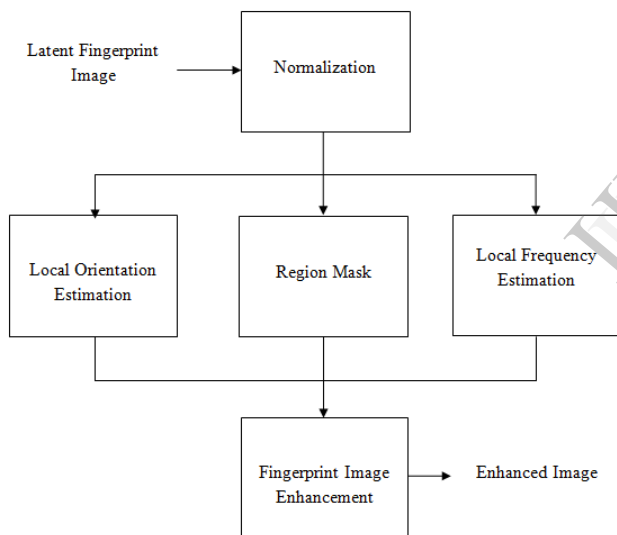 Latent Fingerprint
Image
Normalization
Local Orientation
Estimation
Region Mask
Local Frequency
Estimation
Fingerprint Image
Enhancement
Enhanced Image